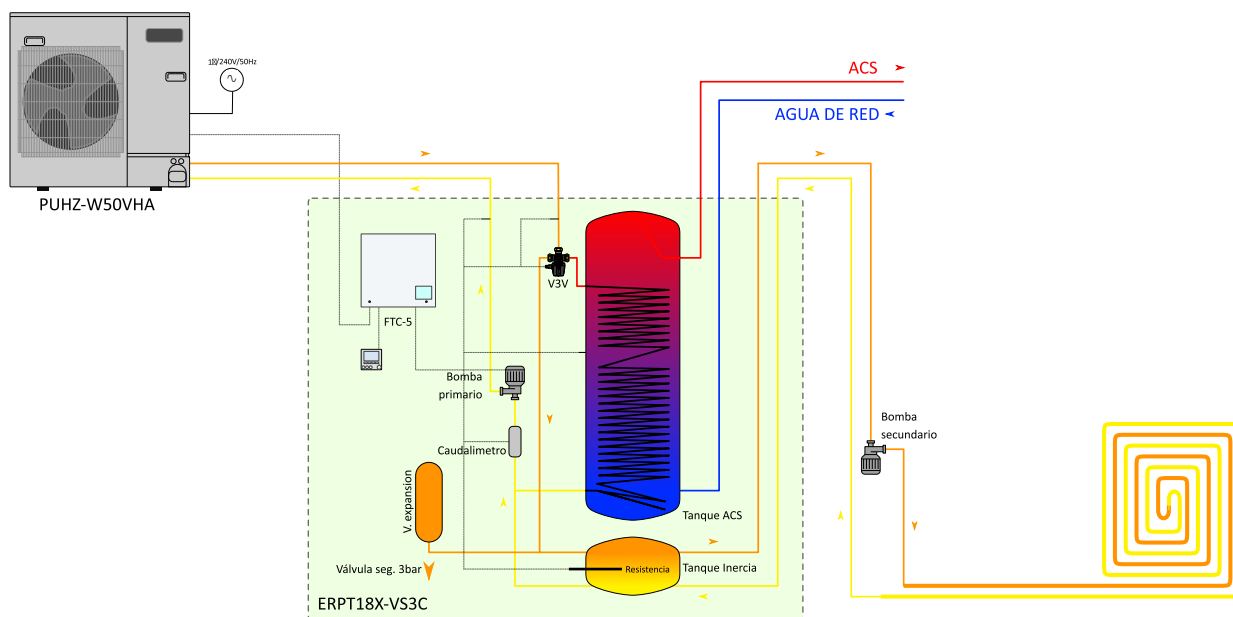 1Ⓝ/240V/50Hz
ACS
AGUA DE RED
PUHZ-W50VHA
V3V
FTC-5
Bomba
primario
Bomba
secundario
Caudalimetro
V. expansion
Tanque ACS
Válvula seg. 3bar
Resistencia
Tanque Inercia
ERPT18X-VS3C